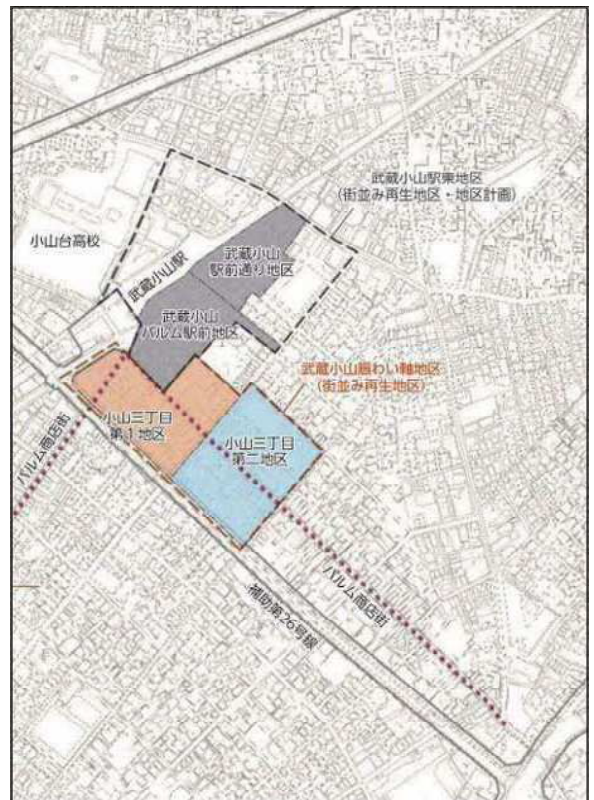 武蔵小山駅東地区
(街並み再生地区・地区計画)
小山台高校
武蔵小山
駅前通り地区
武蔵小山駅
武蔵小山
パルム駅前地区
武蔵小山賑わい軸地区
(街並み再生地区)
小山三丁目
第1地区
小山三丁目
第二地区
パルム商店街
パルム商店街
補助第26号線